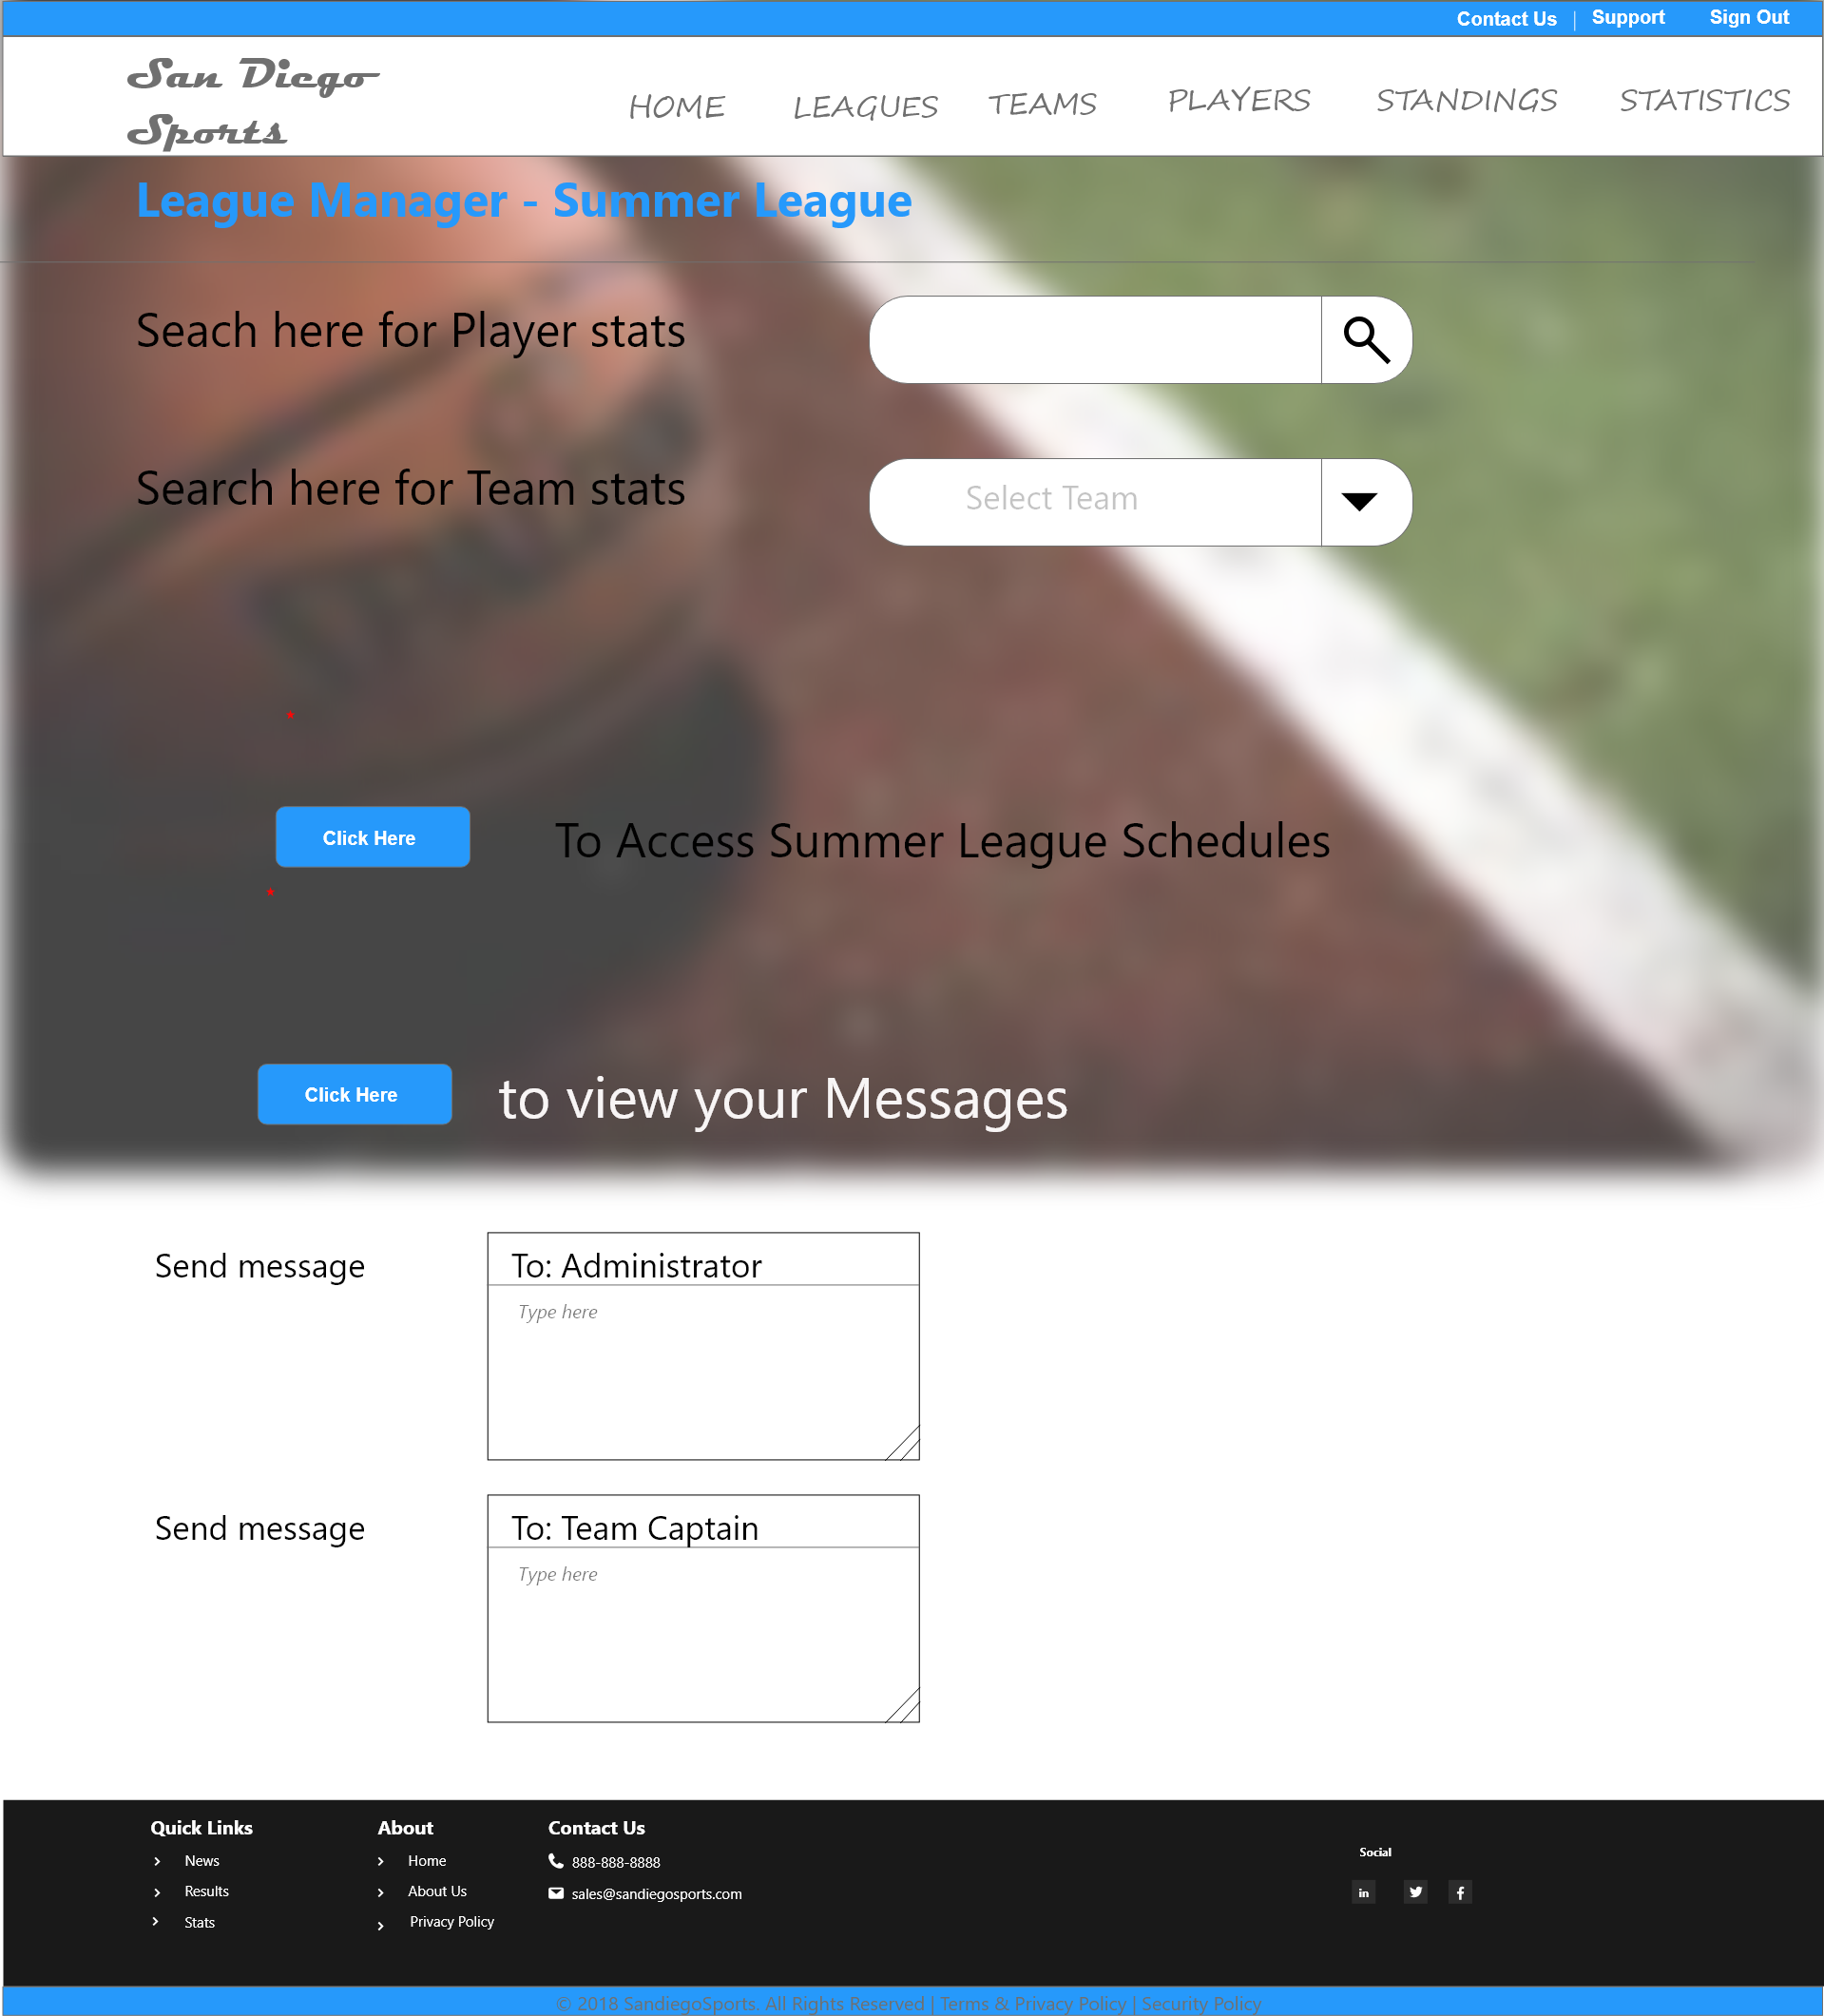 Contact Us | Support Sign Out
San Diego
Sports
HOME LEAGUES TEAMS PLAYERS STANDINGS STATISTICS
League Manager - Summer League
Seach here for Player stats
Search here for Team stats
Select Team
*
Click Here To Access Summer League Schedules
*
Click Here to view your Messages
Send message
To: Administrator
Type here
Send message
To: Team Captain
Type here
Quick Links
News
Results
Stats
About
Home
About Us
Privacy Policy
Contact Us
888-888-8888
sales@sandiegosports.com
Social
in
f
© 2018 SandiegoSports. All Rights Reserved | Terms & Privacy Policy | Security Policy